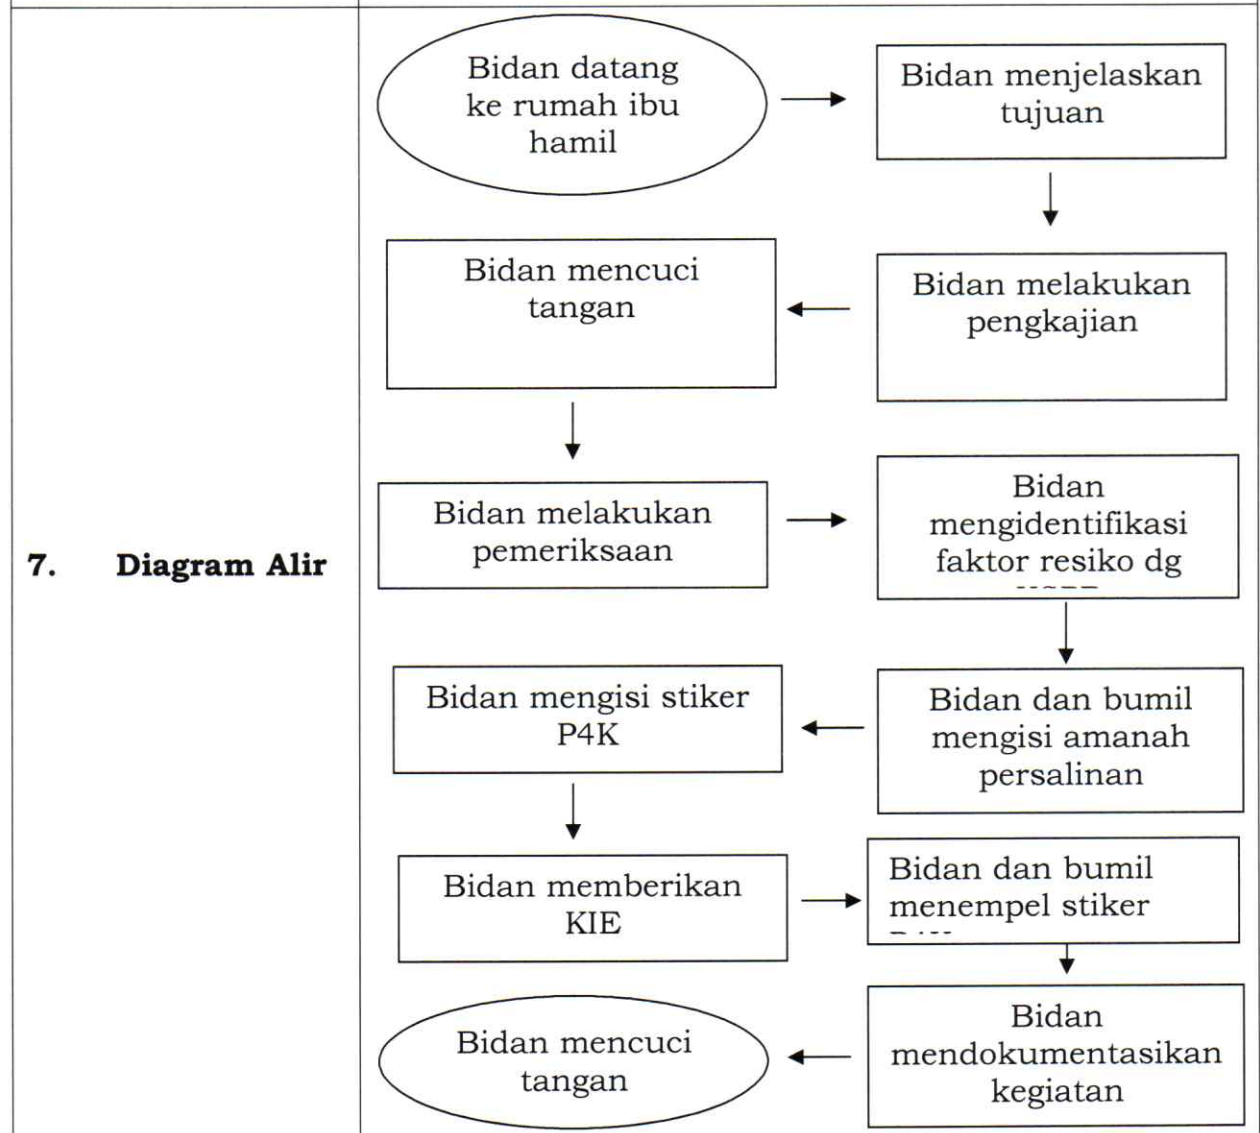 7. Diagram Alir
Bidan datang
ke rumah ibu
hamil
Bidan menjelaskan
tujuan
Bidan melakukan
pengkajian
Bidan mencuci
tangan
Bidan melakukan
pemeriksaan
Bidan
mengidentifikasi
faktor resiko dg
Bidan dan bumil
mengisi amanah
persalinan
Bidan mengisi stiker
P4K
Bidan memberikan
KIE
Bidan dan bumil
menempel stiker
Bidan
mendokumentasikan
kegiatan
Bidan mencuci
tangan